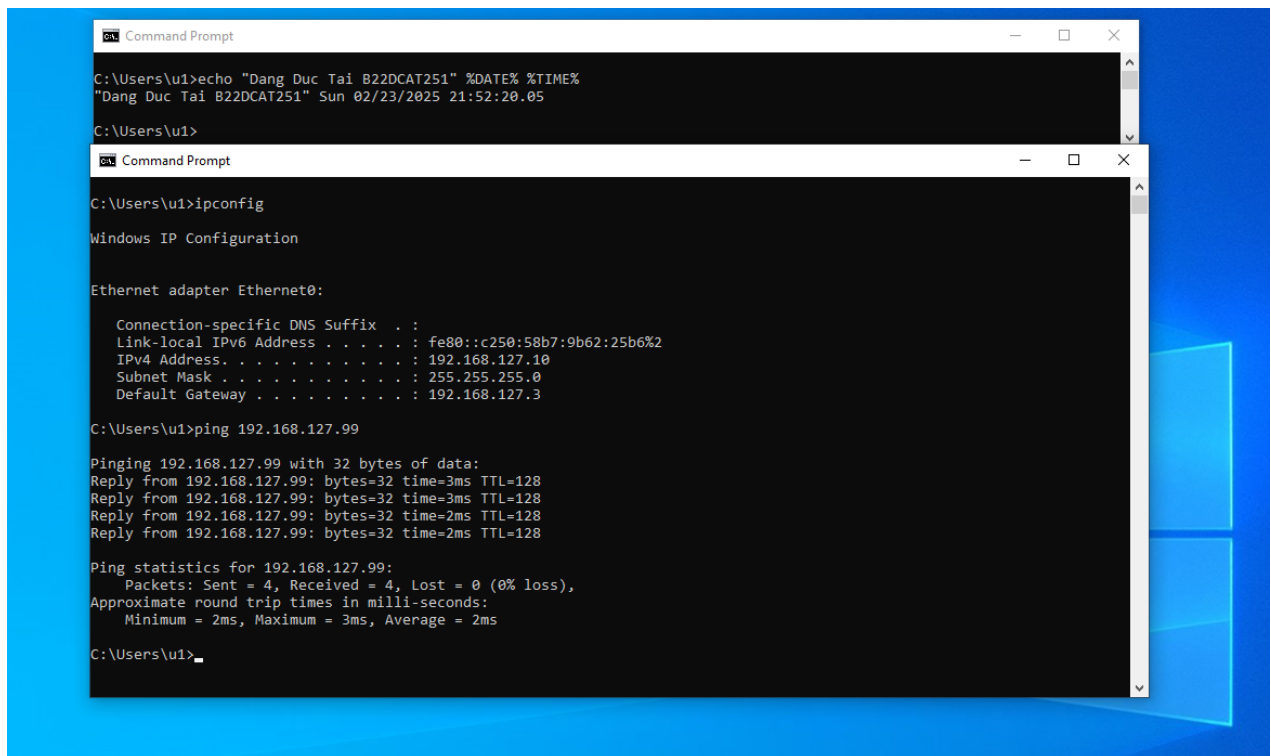 Command Prompt
C:\Users\u1>echo "Dang Duc Tai B22DCAT251" %DATE% %TIME%
"Dang Duc Tai B22DCAT251" Sun 02/23/2025 21:52:20.05
C:\Users\u1>
Command Prompt
C:\Users\u1>ipconfig
Windows IP Configuration
Ethernet adapter Ethernet0:
Connection-specific DNS Suffix  . :
Link-local IPv6 Address . . . . . : fe80::c250:58b7:9b62:25b6%2
IPv4 Address. . . . . . . . . . . : 192.168.127.10
Subnet Mask . . . . . . . . . . . : 255.255.255.0
Default Gateway . . . . . . . . . : 192.168.127.3
C:\Users\u1>ping 192.168.127.99
Pinging 192.168.127.99 with 32 bytes of data:
Reply from 192.168.127.99: bytes=32 time=3ms TTL=128
Reply from 192.168.127.99: bytes=32 time=3ms TTL=128
Reply from 192.168.127.99: bytes=32 time=2ms TTL=128
Reply from 192.168.127.99: bytes=32 time=2ms TTL=128
Ping statistics for 192.168.127.99:
Packets: Sent = 4, Received = 4, Lost = 0 (0% loss),
Approximate round trip times in milli-seconds:
Minimum = 2ms, Maximum = 3ms, Average = 2ms
C:\Users\u1>